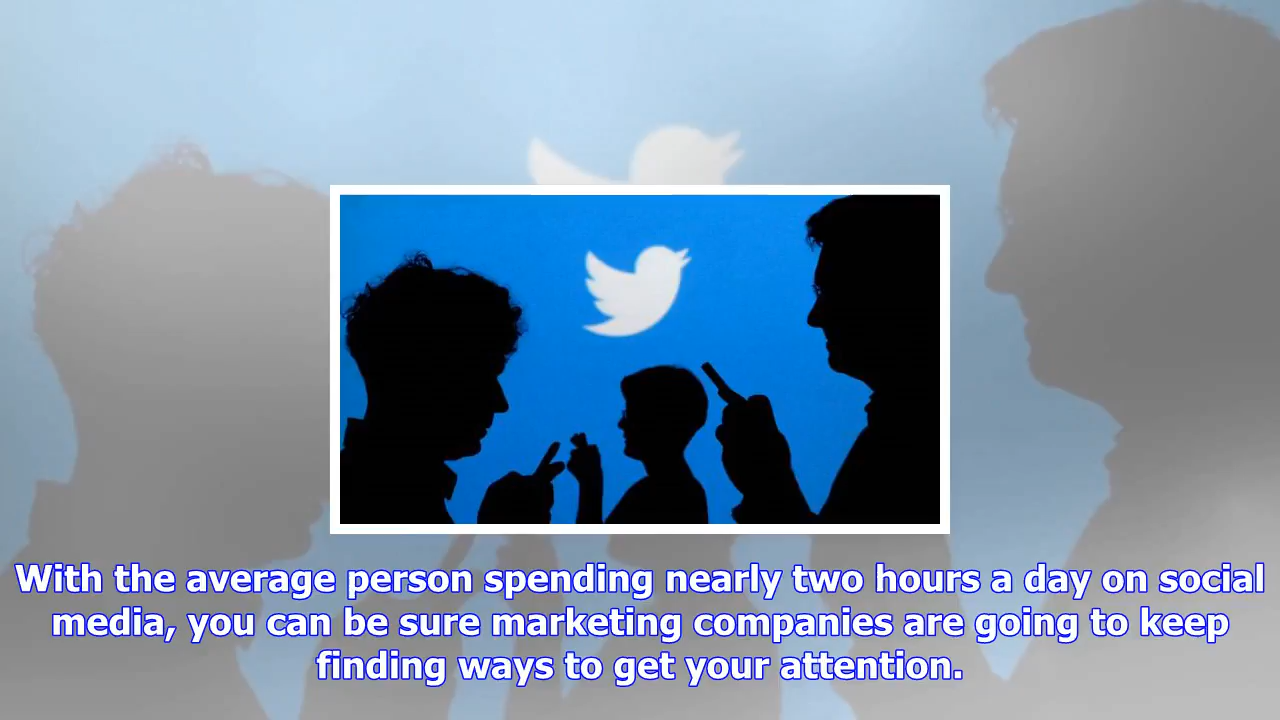 With the average person spending nearly two hours a day on social
media, you can be sure marketing companies are going to keep
finding ways to get your attention.